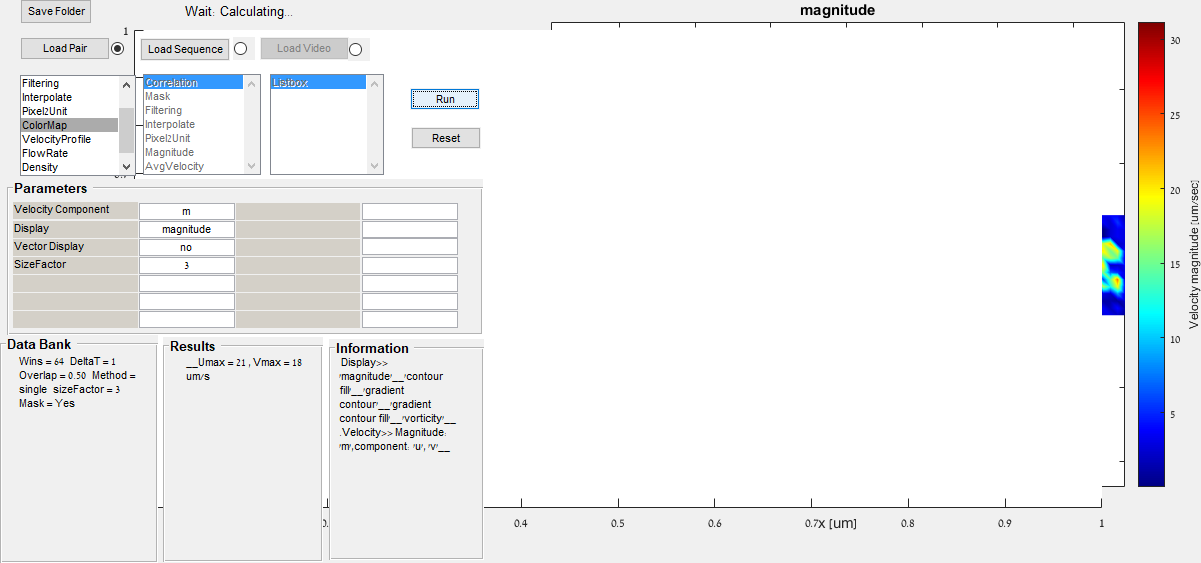 Save Folder
Wait: Calculating...
magnitude
Load Pair
Load Sequence
Load Video
Filtering
Interpolate
Pixel2Unit
ColorMap
VelocityProfile
FlowRate
Density
Correlation
Mask
Filtering
Interpolate
Pixel2Unit
Magnitude
AvgVelocity
Listbox
Run
Reset
Parameters
Velocity Component
m
Display
magnitude
Vector Display
no
SizeFactor
3
Data Bank
Wins = 64 DeltaT = 1
Overlap = 0.50 Method =
single sizeFactor = 3
Mask = Yes
Results
__Umax = 21 , Vmax = 18
um/s
Information
Display>>
'magnitude'__'contour
fill'__'gradient
contour'__'gradient
contour fill'__'vorticity'__
.Velocity>> Magnitude:
'm',component: 'u', 'v'__
1
0.4
0.5
0.6
0.7
x [um]
0.8
0.9
1
30
25
20
15
10
5
Velocity magnitude [um/sec]